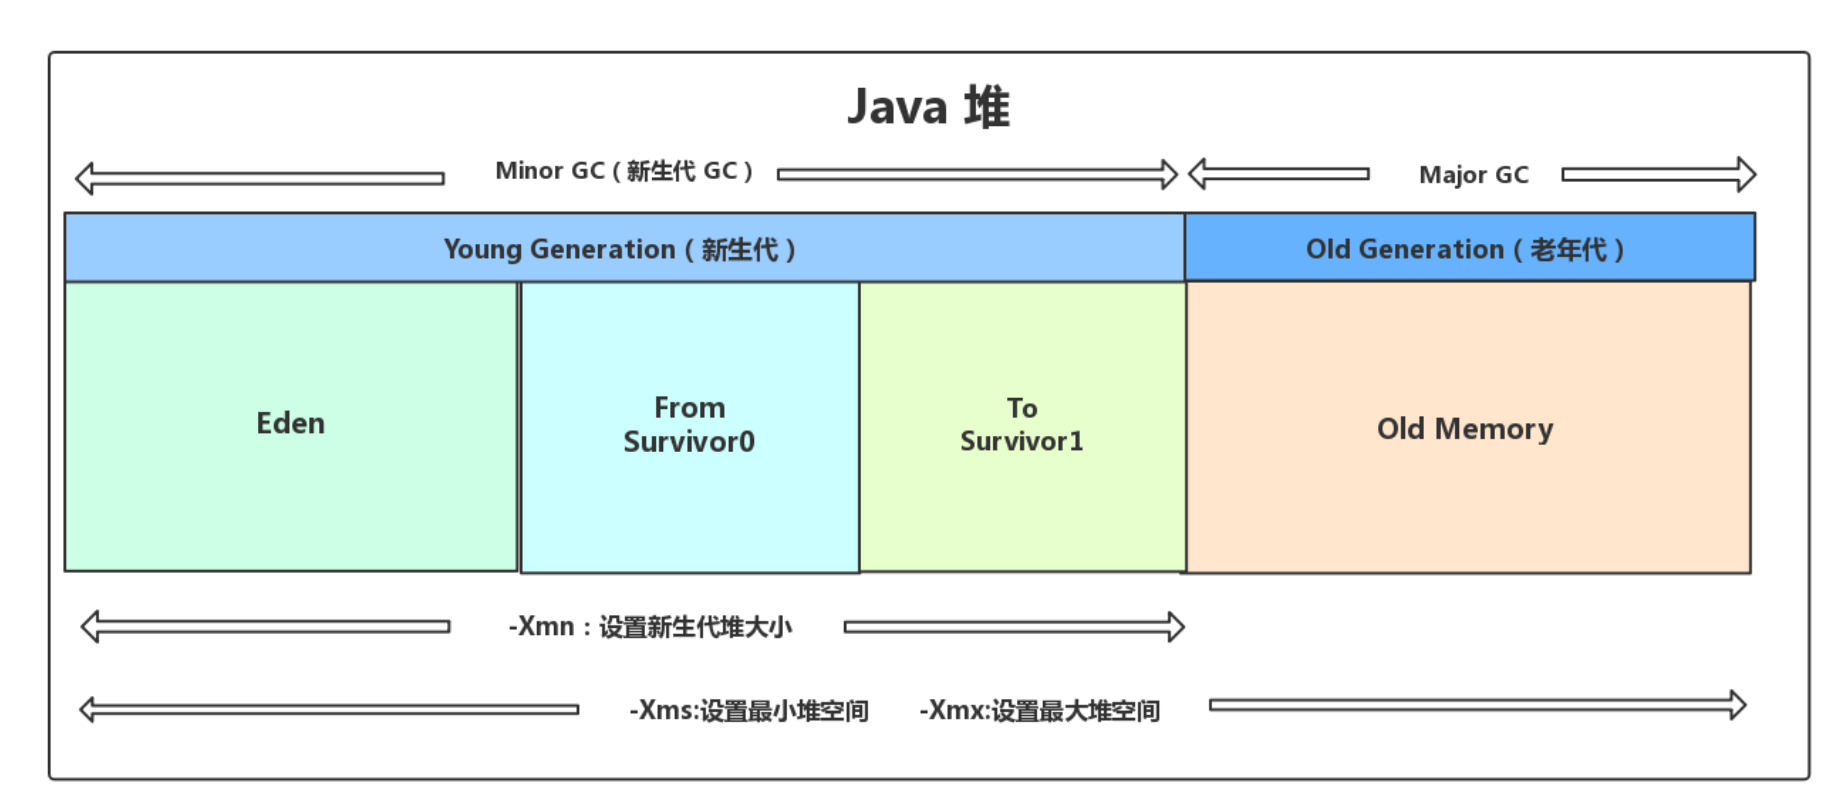 Java 堆
Minor GC ( 新生代 GC )
Major GC
Young Generation ( 新生代 )
Old Generation ( 老年代 )
Eden
From
Survivor0
To
Survivor1
Old Memory
-Xmn : 设置新生代堆大小
-Xms:设置最小堆空间
-Xmx:设置最大堆空间